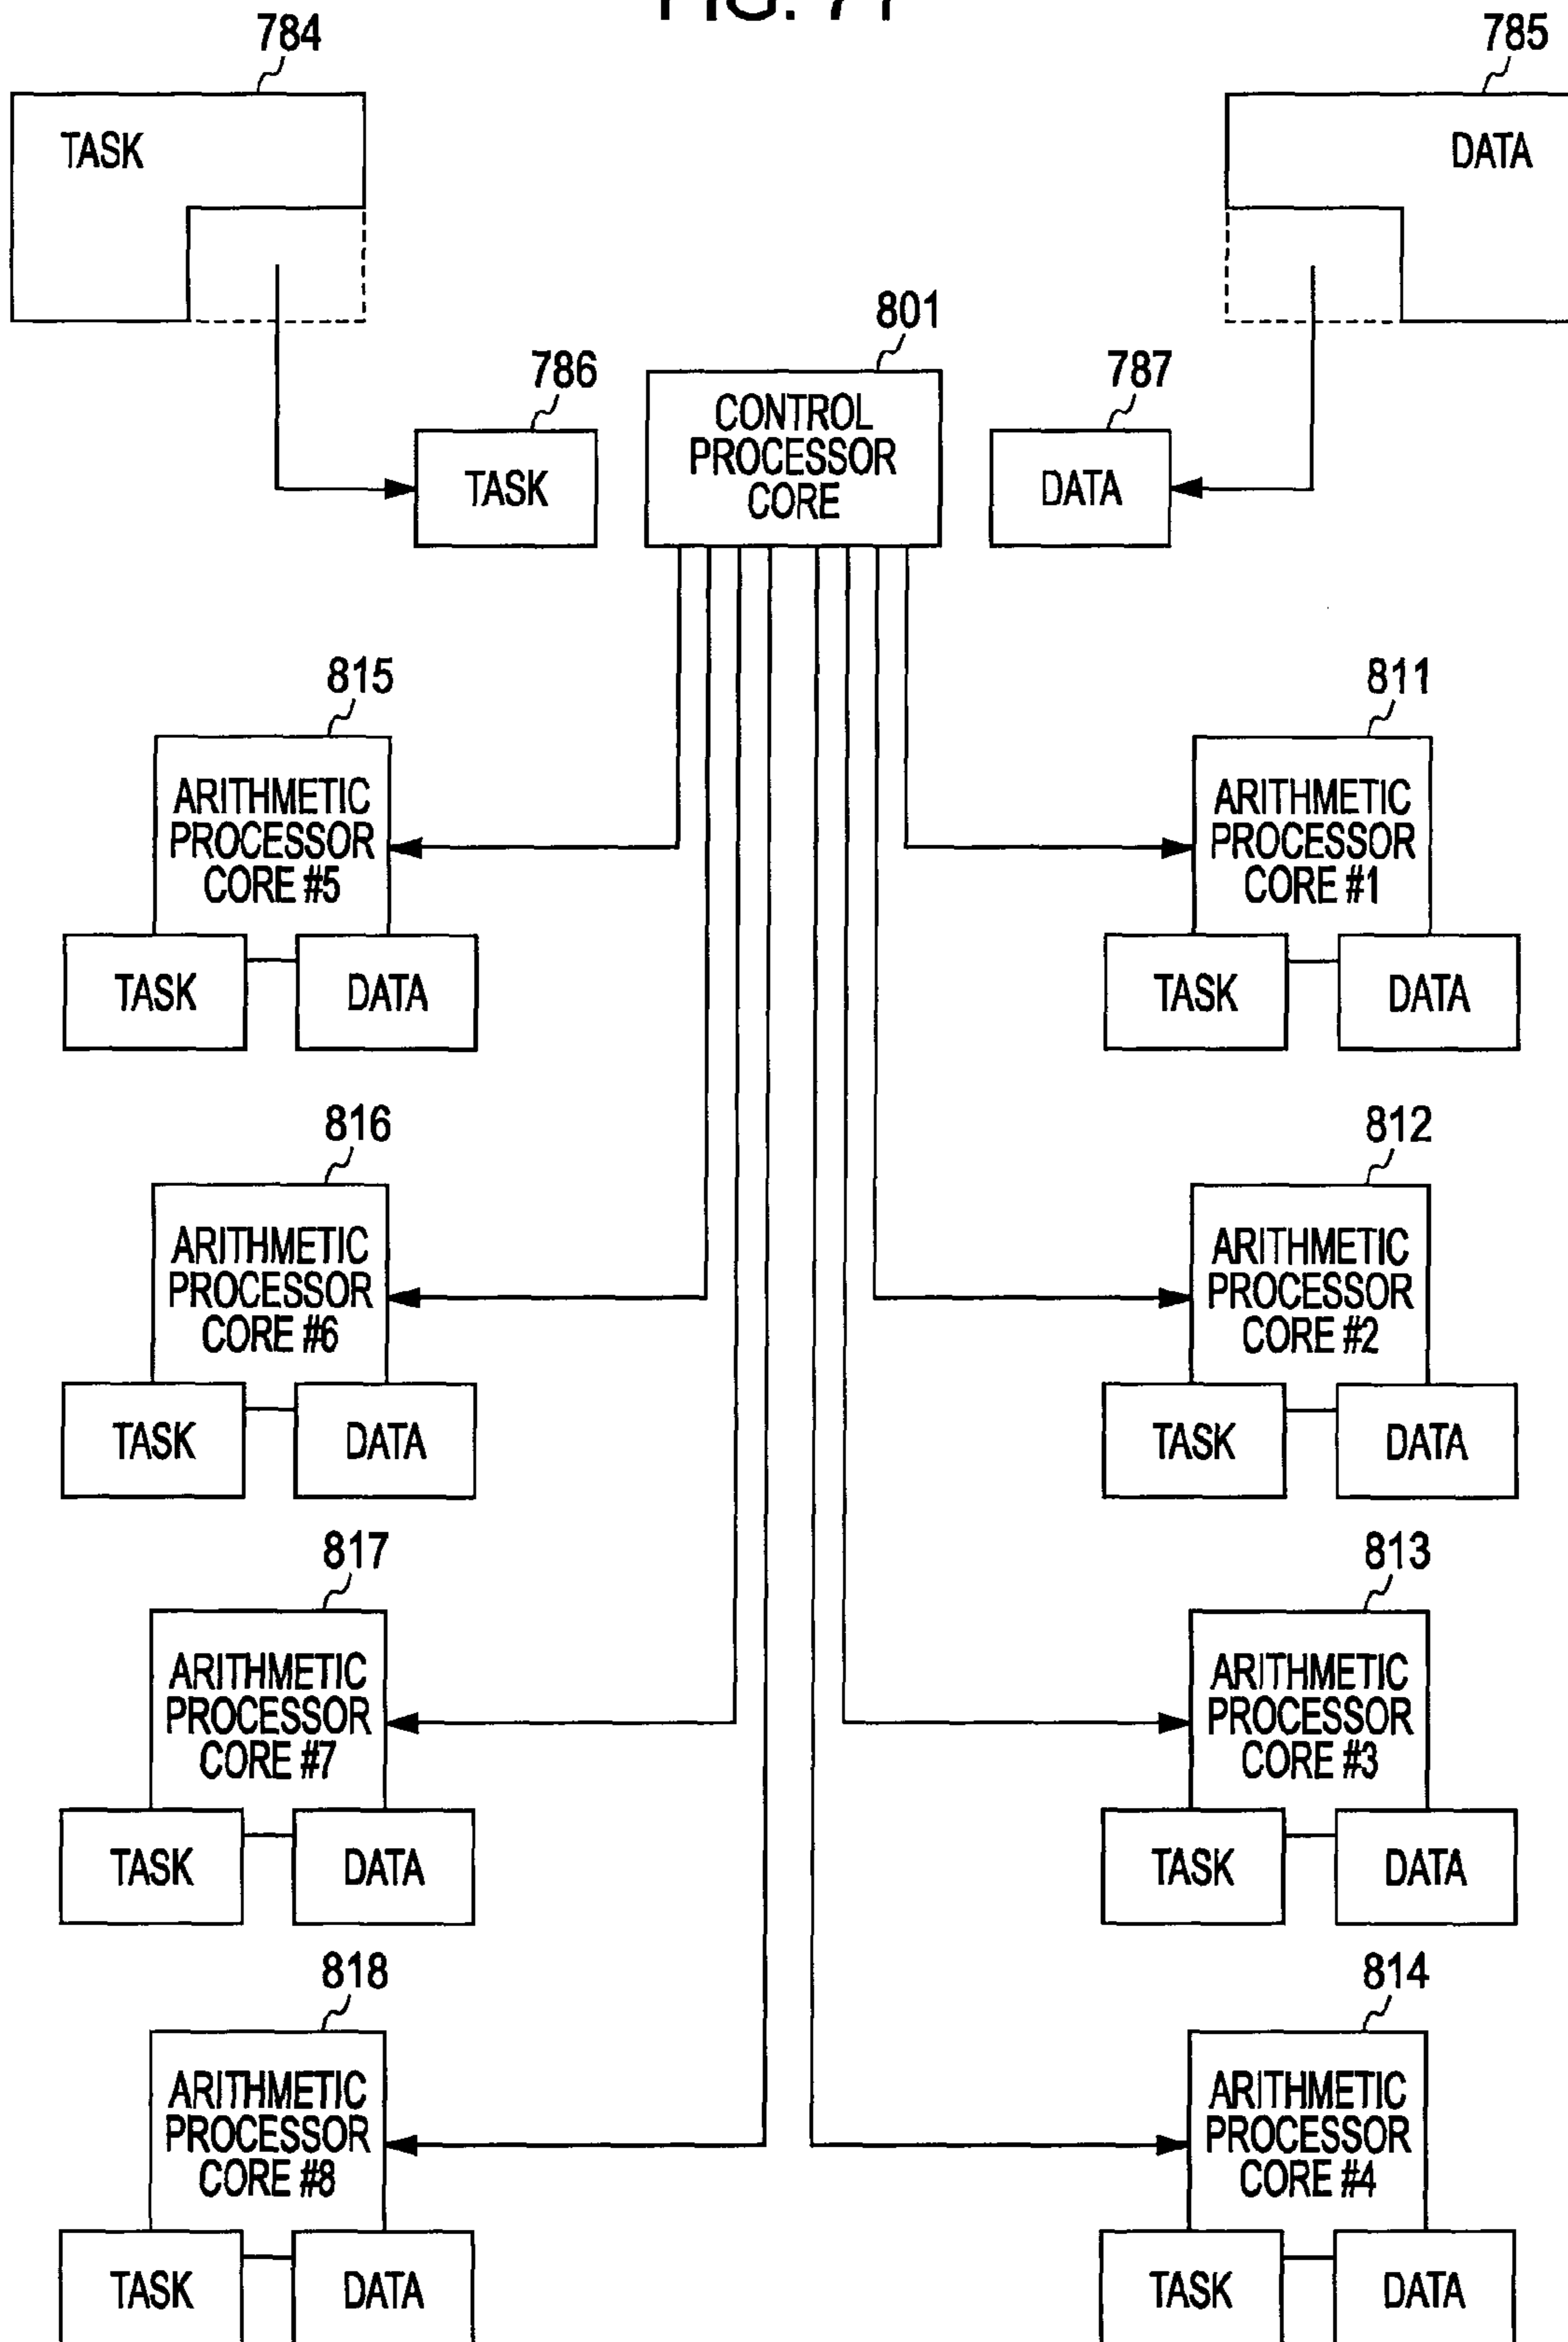 784
785
TASK
DATA
801
786
787
CONTROL
PROCESSOR
CORE
TASK
DATA
815
811
ARITHMETIC
PROCESSOR
CORE #5
ARITHMETIC
PROCESSOR
CORE #1
TASK
DATA
TASK
DATA
816
812
ARITHMETIC
PROCESSOR
CORE #6
ARITHMETIC
PROCESSOR
CORE #2
TASK
DATA
TASK
DATA
817
813
ARITHMETIC
PROCESSOR
CORE #7
ARITHMETIC
PROCESSOR
CORE #3
TASK
DATA
TASK
DATA
818
814
ARITHMETIC
PROCESSOR
CORE #8
ARITHMETIC
PROCESSOR
CORE #4
TASK
DATA
TASK
DATA